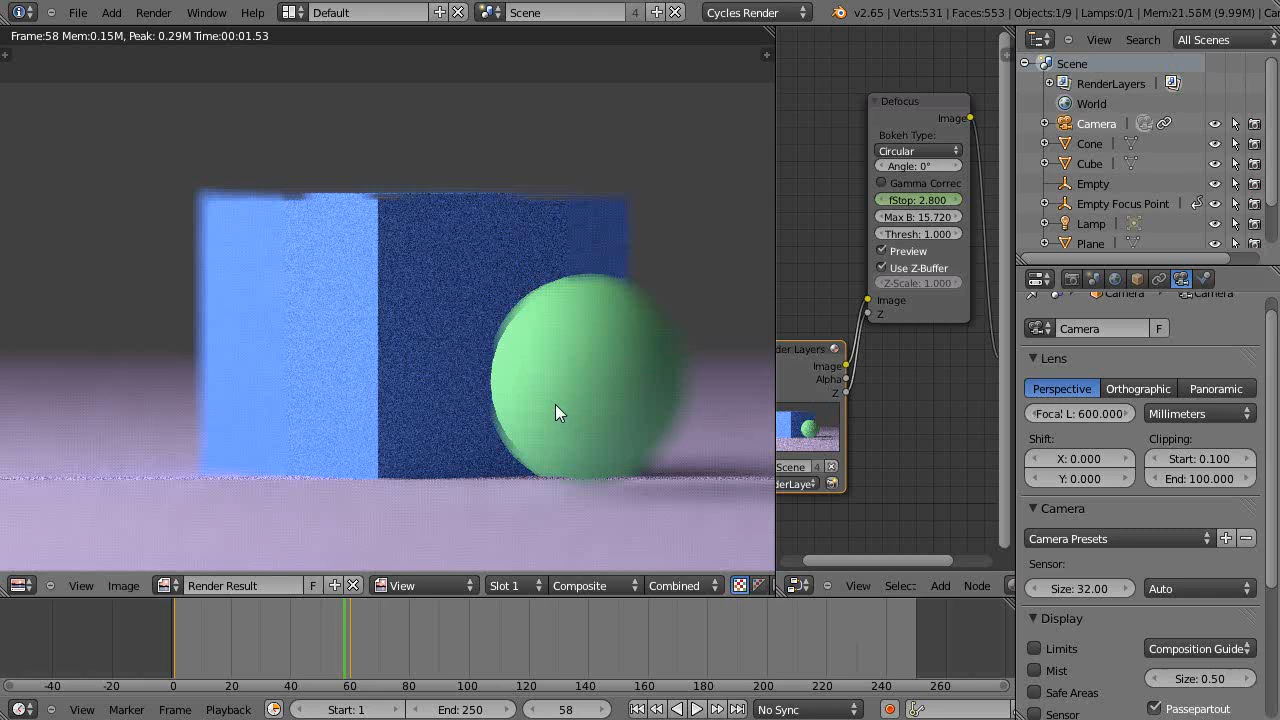 File Add Render Window Help Default Scene 4 Cycles Render v2.65 | Verts:531 | Faces:553 | Objects:1/9 | Lamps:0/1 | Mem:21.56M (9.99M) |
Frame:58 Mem:0.15M, Peak: 0.29M Time:00:01.53
View Search All Scenes
Scene
RenderLayers
World
Camera
Cone
Cube
Empty
Empty Focus Point
Lamp
Plane
Defocus
Image
Bokeh Type:
Circular
Angle: 0°
Gamma Correc
fStop: 2.800
Max B: 15.720
Thresh: 1.000
Preview
Use Z-Buffer
Z-Scale: 1.000
Image
Z
der Layers
Image
Alpha
Z
Scene 4
derLaye
Camera
Camera
Camera F
Lens
Perspective Orthographic Panoramic
Focal L: 600.000 Millimeters
Shift: Clipping:
X: 0.000 Start: 0.100
Y: 0.000 End: 100.000
Camera
Camera Presets
Sensor:
Size: 32.00 Auto
Display
Limits Composition Guide
Mist Size: 0.50
Safe Areas
Sensor Passepartout
View Image Render Result F View Slot 1 Composite Combined
View Select Add Node
-40 -20 0 20 40 60 80 100 120 140 160 180 200 220 240 260
View Marker Frame Playback Start: 1 End: 250 58 No Sync